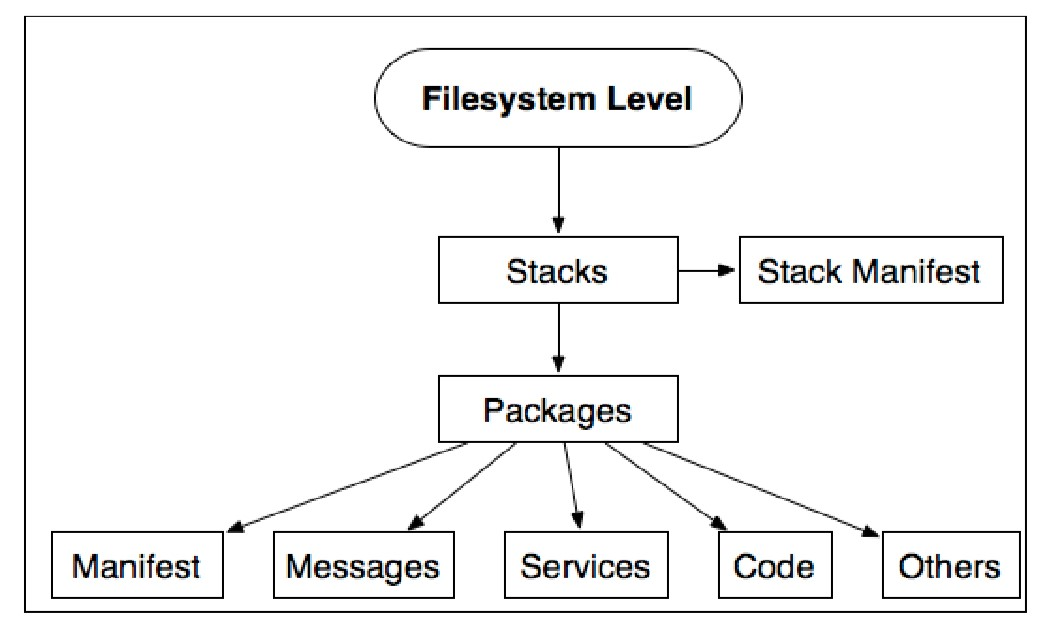 Filesystem Level
Stacks
Stack Manifest
Packages
Manifest
Messages
Services
Code
Others